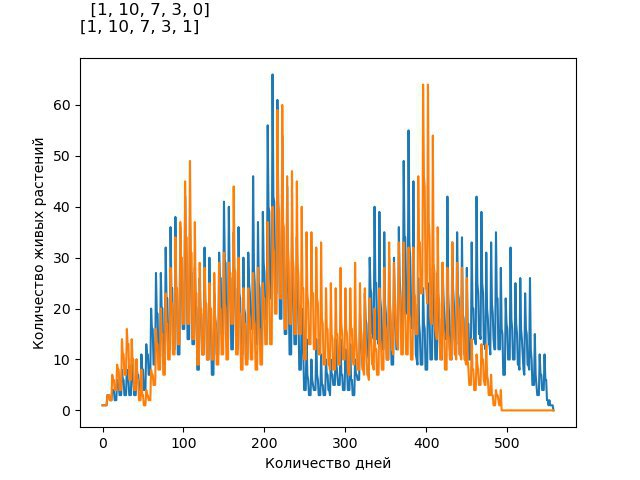 [1, 10, 7, 3, 0]
[1, 10, 7, 3, 1]
60
50
40
30
20
10
0
Количество живых растений
0 100 200 300 400 500
Количество дней